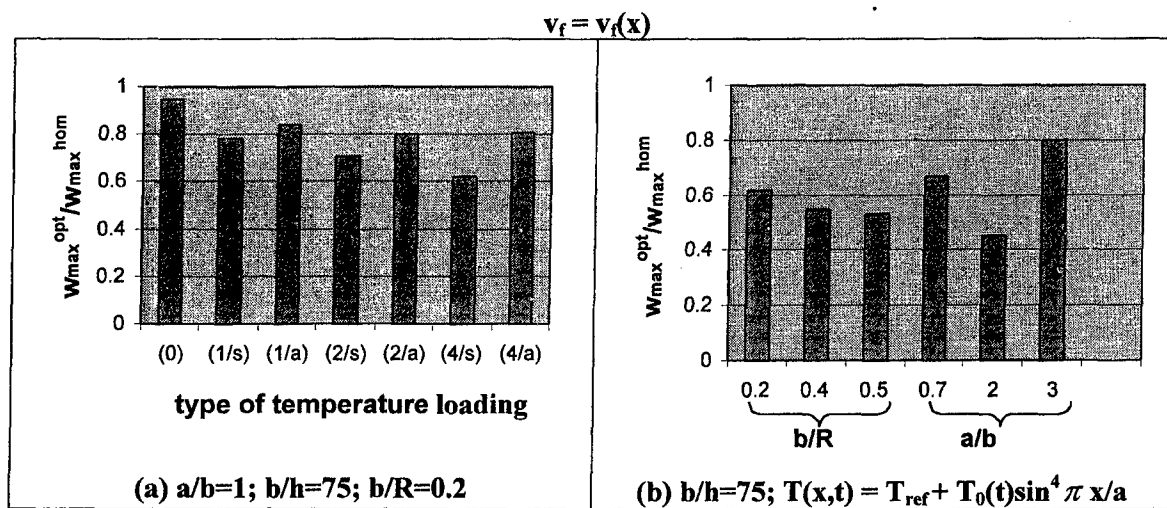 v_f = v_f(x)
w_max^opt/w_max^hom
1
0.8
0.6
0.4
0.2
0
(0) (1/s) (1/a) (2/s) (2/a) (4/s) (4/a)
type of temperature loading
(a) a/b=1; b/h=75; b/R=0.2
w_max^opt/w_max^hom
1
0.8
0.6
0.4
0.2
0
0.2 0.4 0.5 0.7 2 3
b/R a/b
(b) b/h=75; T(x,t) = T_ref + T_0(t)sin^4 π x/a